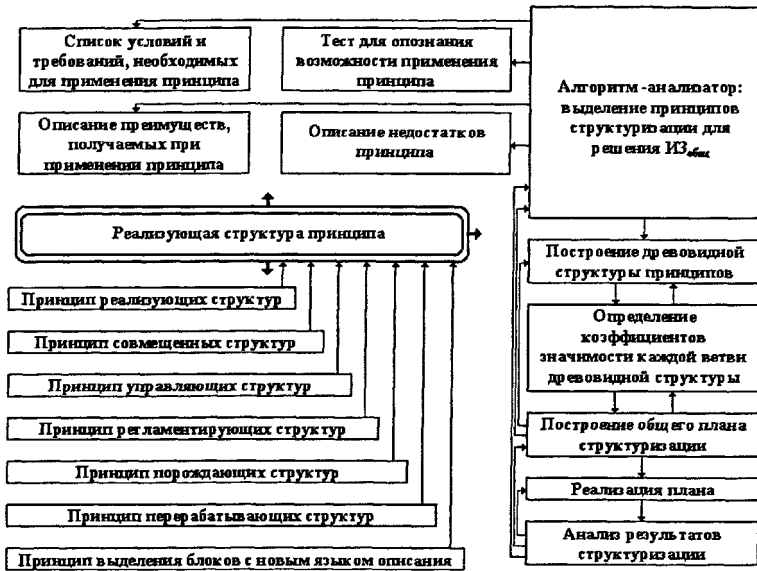 Список условий и
требований, необходимых
для применения принципа
Тест для опознания
возможности применения
принципа
Описание преимуществ,
получаемых при
применении принципа
Описание недостатков
принципа
Алгоритм -анализатор:
выделение принципов
структуризации для
решения ИЗобщ
Реализующая структура принципа
Принцип реализующих структур
Принцип совмещенных структур
Принцип управляющих структур
Принцип регламентирующих структур
Принцип порождающих структур
Принцип перерабатывающих структур
Принцип выделения блоков с новым языком описания
Построение древовидной
структуры принципов
Определение
коэффициентов
значимости каждой ветви
древовидной структуры
Построение общего плана
структуризации
Реализация плана
Анализ результатов
структуризации